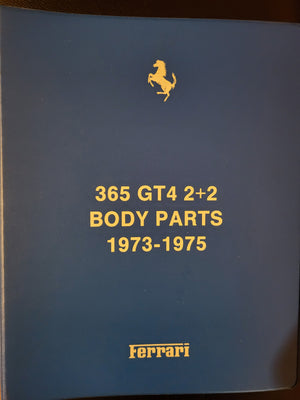 365 GT4 2+2
BODY PARTS
1973-1975
Ferrari